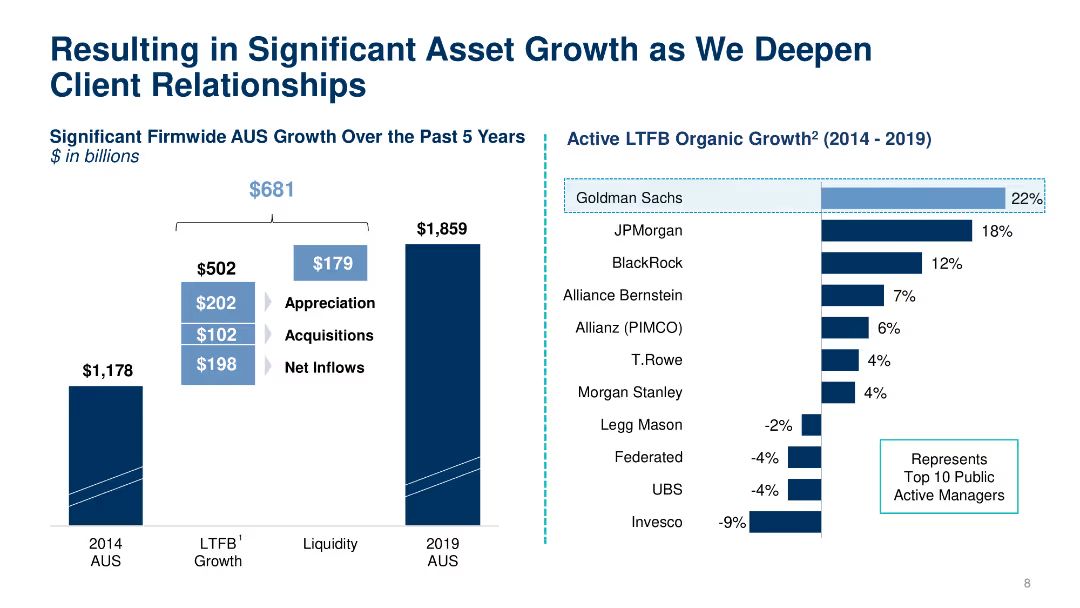 Resulting in Significant Asset Growth as We Deepen
Client Relationships
Significant Firmwide AUS Growth Over the Past 5 Years
$ in billions
$681
$1,859
$179
$502
$202
Appreciation
$102
Acquisitions
$198
Net Inflows
$1,178
2014
AUS
LTFB¹
Growth
Liquidity
2019
AUS
Active LTFB Organic Growth² (2014 - 2019)
Goldman Sachs 22%
JPMorgan 18%
BlackRock 12%
Alliance Bernstein 7%
Allianz (PIMCO) 6%
T.Rowe 4%
Morgan Stanley 4%
Legg Mason -2%
Federated -4%
UBS -4%
Invesco -9%
Represents
Top 10 Public
Active Managers
8